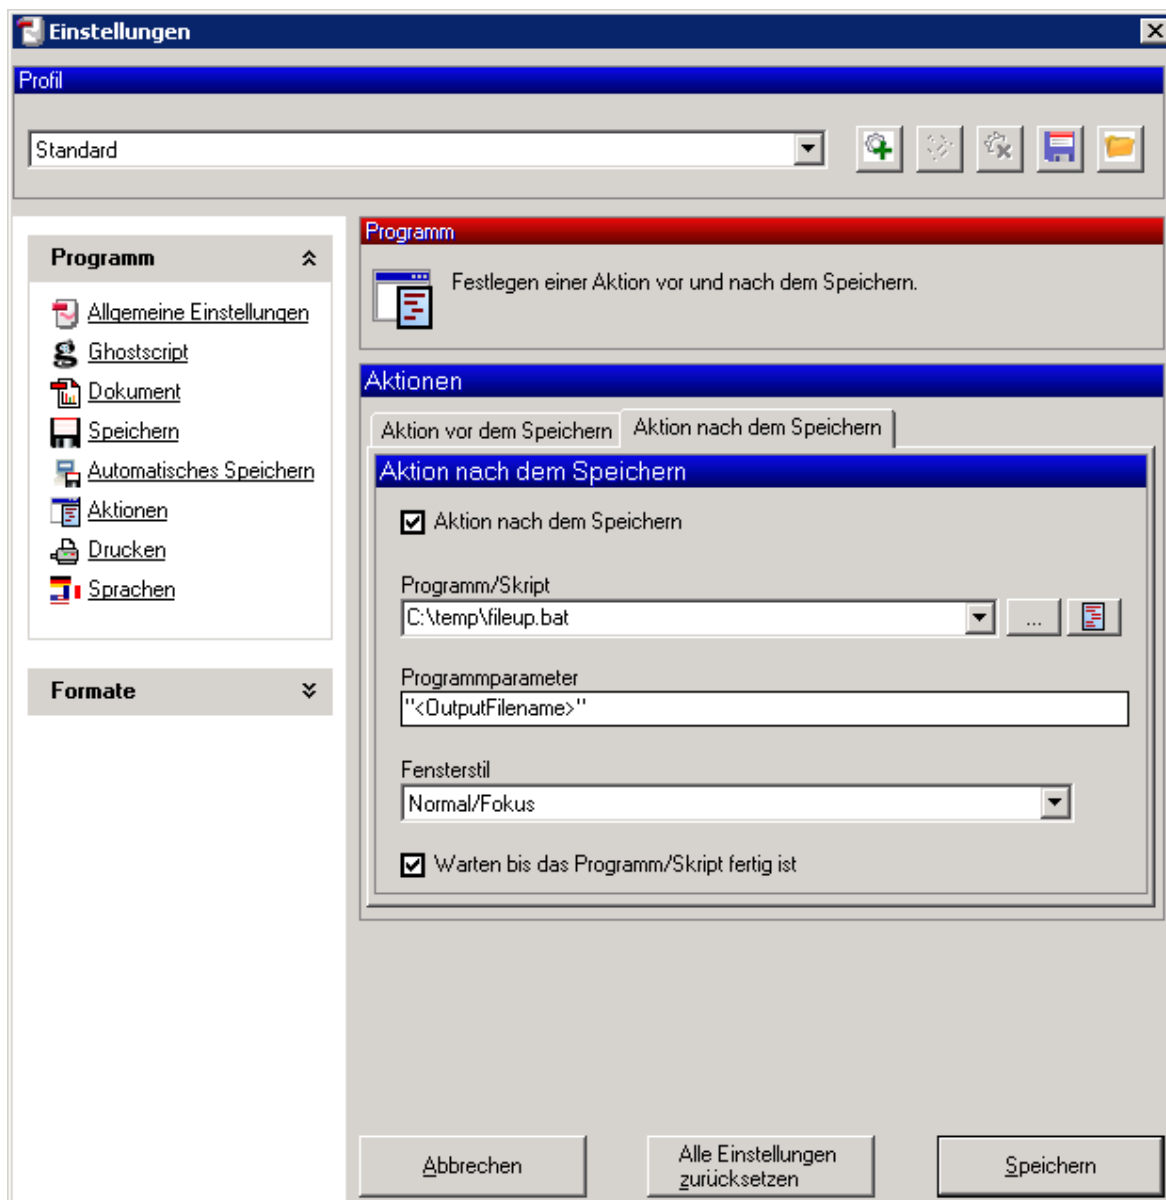 Einstellungen
Profil
Standard
Programm
Allgemeine Einstellungen
Ghostscript
Dokument
Speichern
Automatisches Speichern
Aktionen
Drucken
Sprachen
Formate
Programm
Festlegen einer Aktion vor und nach dem Speichern.
Aktionen
Aktion vor dem Speichern
Aktion nach dem Speichern
Aktion nach dem Speichern
Aktion nach dem Speichern
Programm/Skript
C:\temp\fileup.bat
...
Programmparameter
"<OutputFilename>"
Fensterstil
Normal/Fokus
Warten bis das Programm/Skript fertig ist
Abbrechen
Alle Einstellungen
zurücksetzen
Speichern